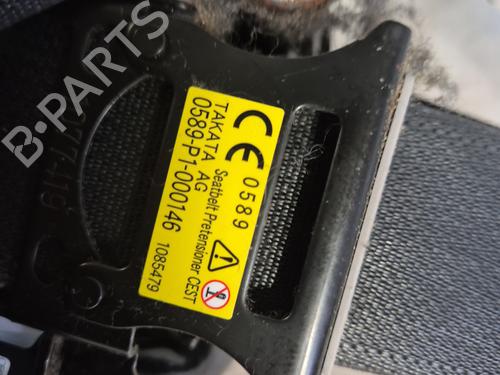 B-PARTS
CE 0589
TAKATA AG
Seatbelt Pretensioner CEST
0589-P1-000146
1085479